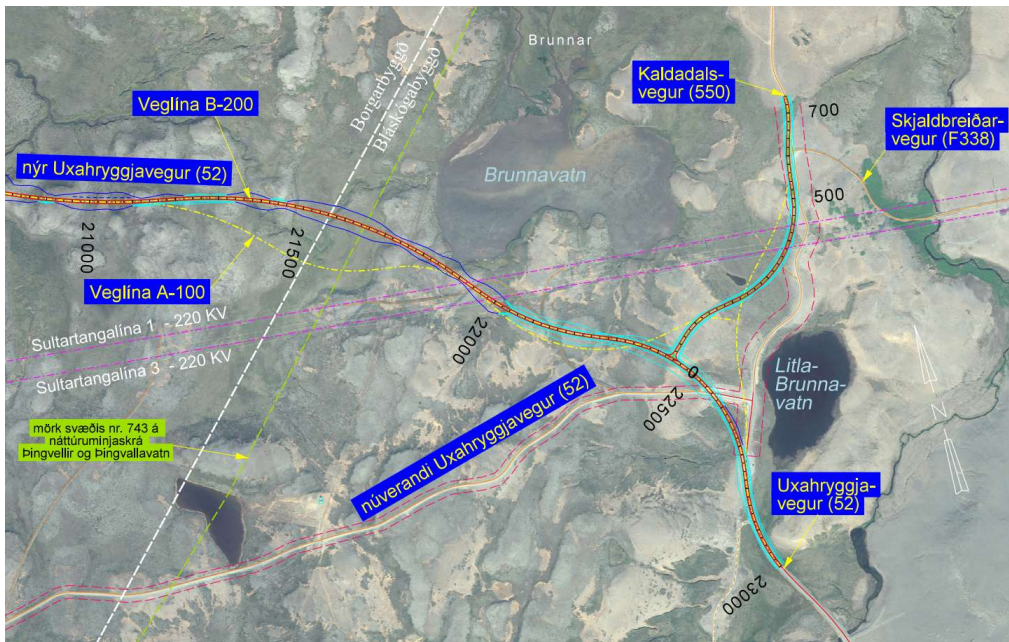 Brunnar
Borgarbyggð
Bláskógabyggð
Kaldadals-
vegur (550)
Veglína B-200
700
Skjaldbreiðar-
vegur (F338)
nýr Uxahryggjavegur (52)
Brunnavatn
500
21000
21500
Veglína A-100
Sultartangalína 1 - 220 KV
22000
Sultartangalína 3 - 220 KV
0
Litla-
Brunna-
vatn
22500
N
mörk svæðis nr. 743 á
náttúruminjaskrá
Þingvellir og Þingvallavatn
núverandi Uxahryggjavegur (52)
Uxahryggja-
vegur (52)
23000